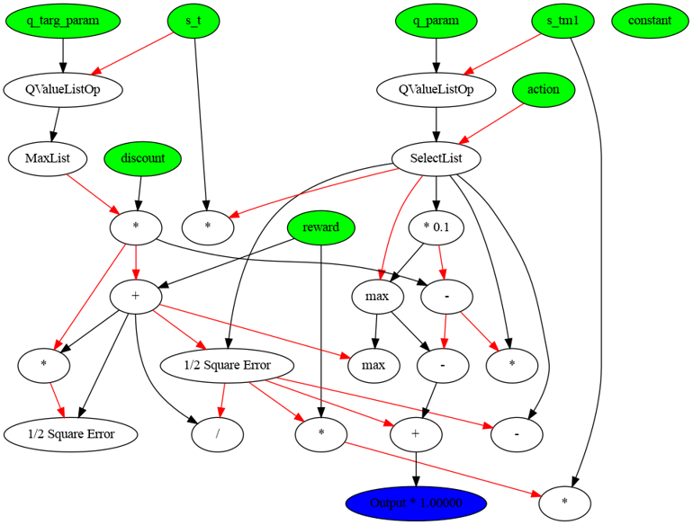 q_targ_param
s_t
q_param
s_tm1
constant
QValueListOp
QValueListOp
action
MaxList
discount
SelectList
*
*
reward
* 0.1
+
max
-
*
1/2 Square Error
max
-
*
1/2 Square Error
/
*
+
-
Output * 1.00000
*